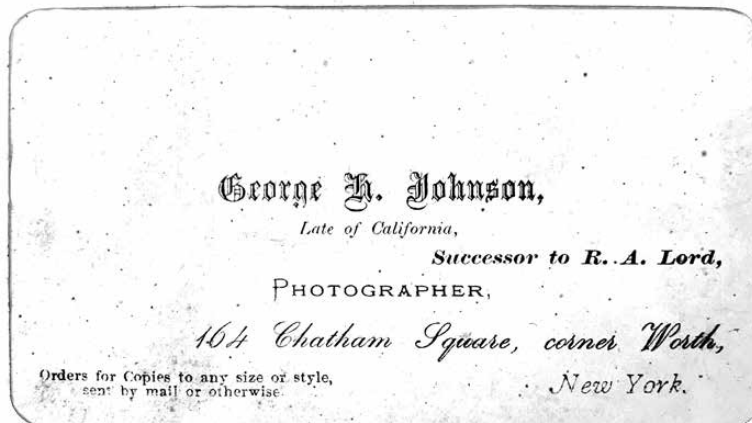 George H. Johnson,
Late of California,
Successor to R. A. Lord,
PHOTOGRAPHER,
164 Chatham Square, corner Worth,
Orders for Copies to any size or style,
sent by mail or otherwise.
New York.